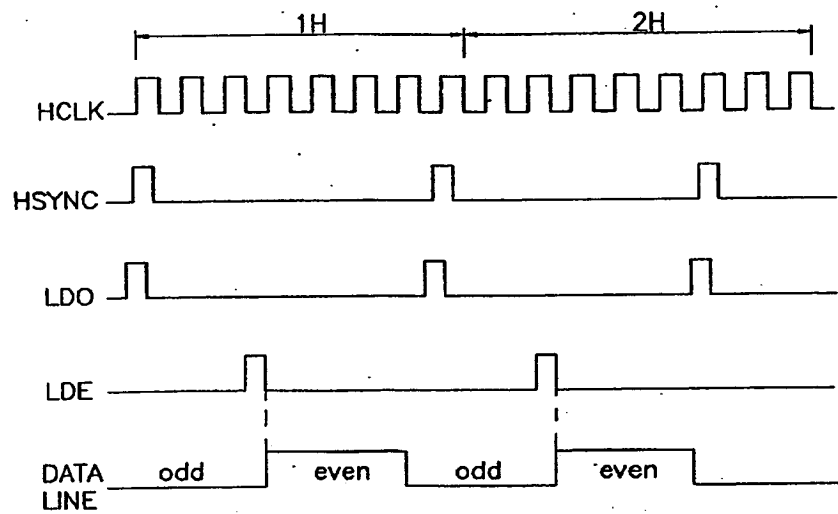 1H 2H
HCLK
HSYNC
LDO
LDE
odd even odd even
DATA
LINE